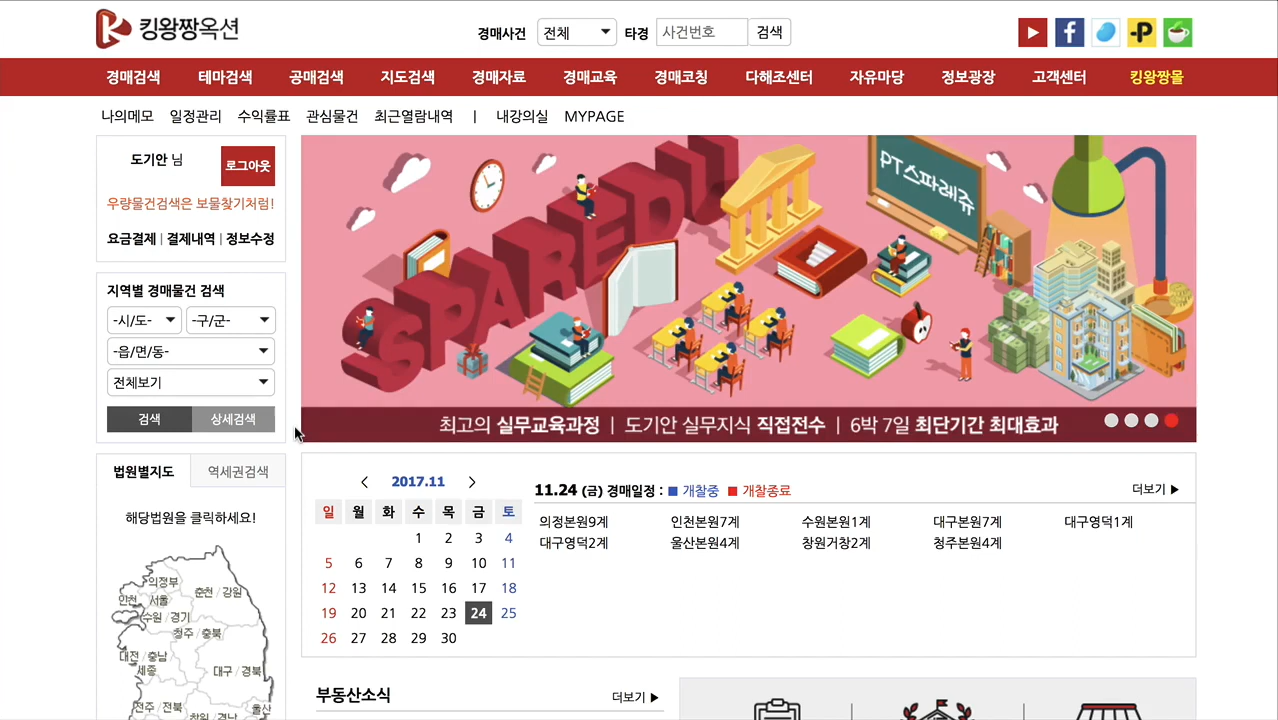 킹왕짱옥션
경매사건 전체 타경 사건번호 검색
경매검색 테마검색 공매검색 지도검색 경매자료 경매교육 경매코칭 다해조센터 자유마당 정보광장 고객센터 킹왕짱몰
나의메모 일정관리 수익률표 관심물건 최근열람내역 | 내강의실 MYPAGE
도기안 님 로그아웃
우량물건검색은 보물찾기처럼!
요금결제 | 결제내역 | 정보수정
지역별 경매물건 검색
-시/도- -구/군-
-읍/면/동-
전체보기
검색 상세검색
SPAREDU
PT스파레쥬
최고의 실무교육과정 | 도기안 실무지식 직접전수 | 6박 7일 최단기간 최대효과
법원별지도 역세권검색
해당법원을 클릭하세요!
의정부
춘천/강원
인천 서울
수원/경기
청주/충북
대전/충남
세종
대구/경북
전주/전북
울산
창원/경남
< 2017.11 >
일 월 화 수 목 금 토
1 2 3 4
5 6 7 8 9 10 11
12 13 14 15 16 17 18
19 20 21 22 23 24 25
26 27 28 29 30
11.24 (금) 경매일정 : 개찰중 개찰종료 더보기 ▶
의정본원9계 인천본원7계 수원본원1계 대구본원7계 대구영덕1계
대구영덕2계 울산본원4계 창원거창2계 청주본원4계
부동산소식 더보기 ▶